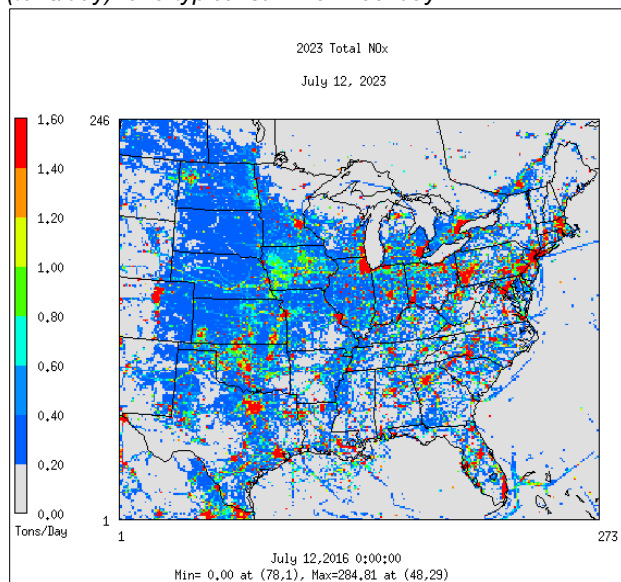 2023 Total NOx
July 12, 2023
246
1.60
1.40
1.20
1.00
0.80
0.60
0.40
0.20
0.00
Tons/Day
1
1
273
July 12,2016 0:00:00
Min= 0.00 at (78,1), Max=284.81 at (48,29)